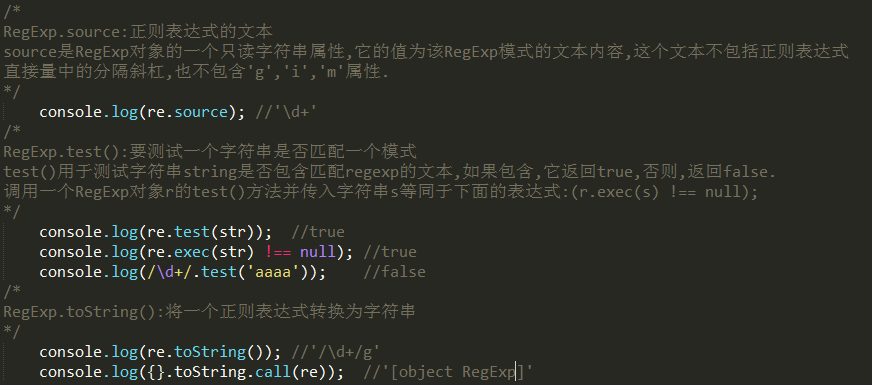 /*
RegExp.source:正则表达式的文本
source是RegExp对象的一个只读字符串属性,它的值为该RegExp模式的文本内容,这个文本不包括正则表达式
直接量中的分隔斜杠,也不包含'g','i','m'属性.
*/
console.log(re.source); //'\d+'
/*
RegExp.test():要测试一个字符串是否匹配一个模式
test()用于测试字符串string是否包含匹配regexp的文本,如果包含,它返回true,否则,返回false.
调用一个RegExp对象r的test()方法并传入字符串s等同于下面的表达式:(r.exec(s) !== null);
*/
console.log(re.test(str));  //true
console.log(re.exec(str) !== null); //true
console.log(/\d+/.test('aaaa'));    //false
/*
RegExp.toString():将一个正则表达式转换为字符串
*/
console.log(re.toString()); //'/\d+/g'
console.log({}.toString.call(re));  //'[object RegExp]'